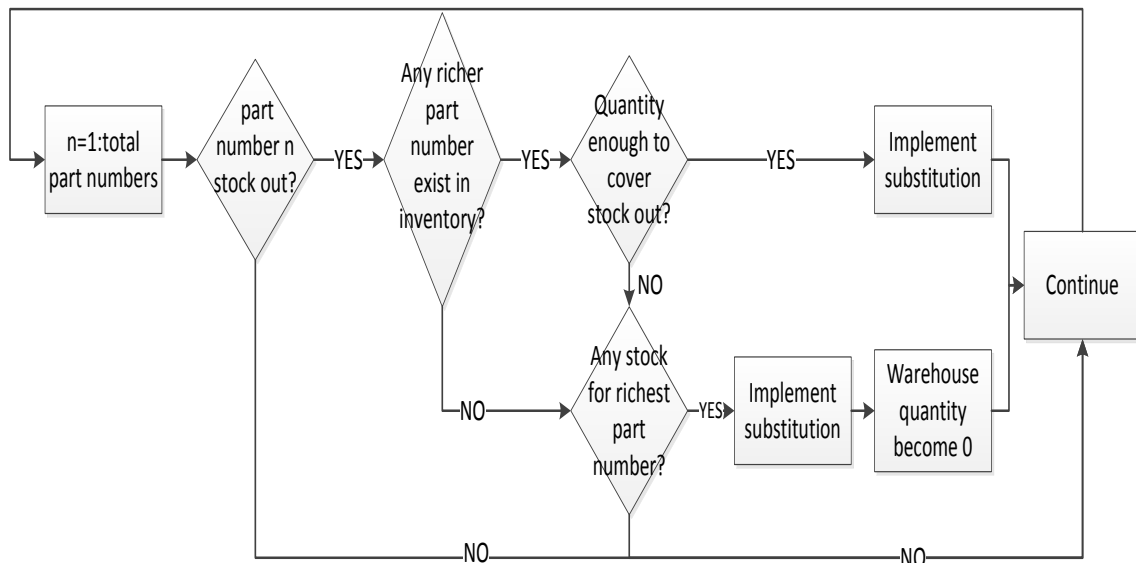 n=1:total
part numbers
part
number n
stock out?
YES
Any richer
part
number
exist in
inventory?
YES
Quantity
enough to
cover
stock out?
YES
Implement
substitution
Continue
NO
NO
Any stock
for richest
part
number?
YES
Implement
substitution
Warehouse
quantity
become 0
NO
NO